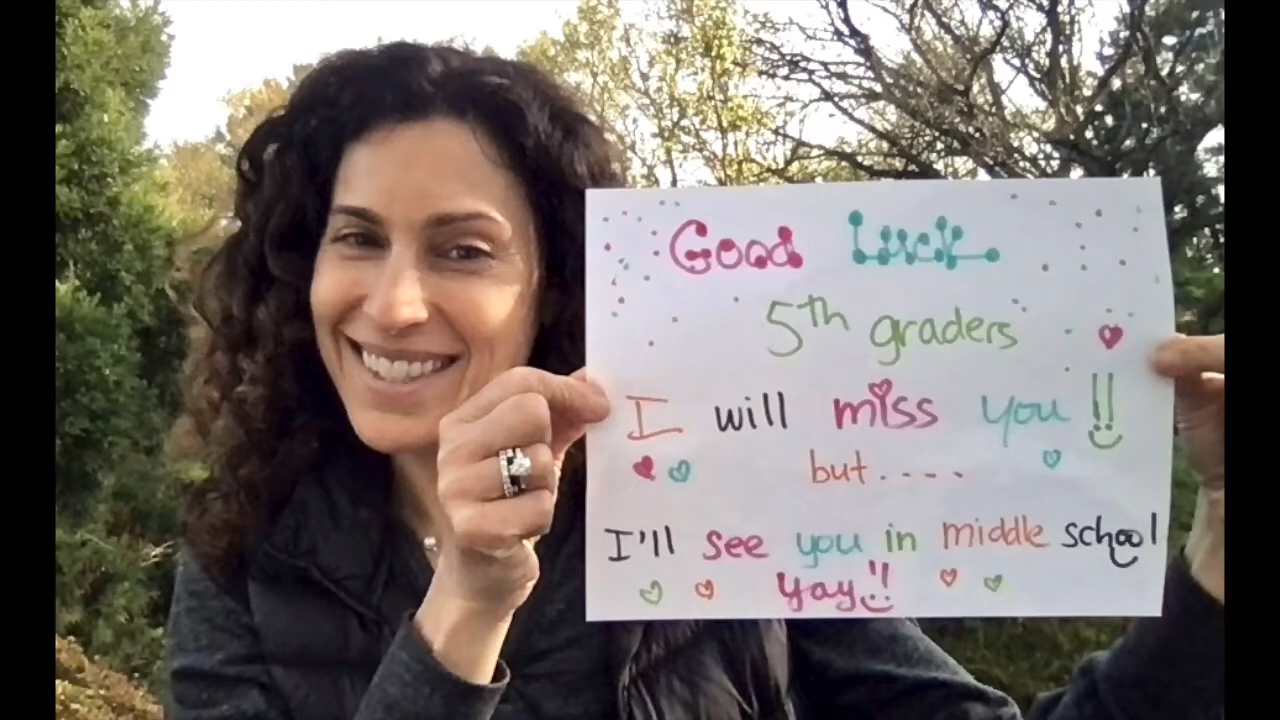 Good Luck
5th graders
I will miss you!!
but....
I'll see you in middle school
yay!!